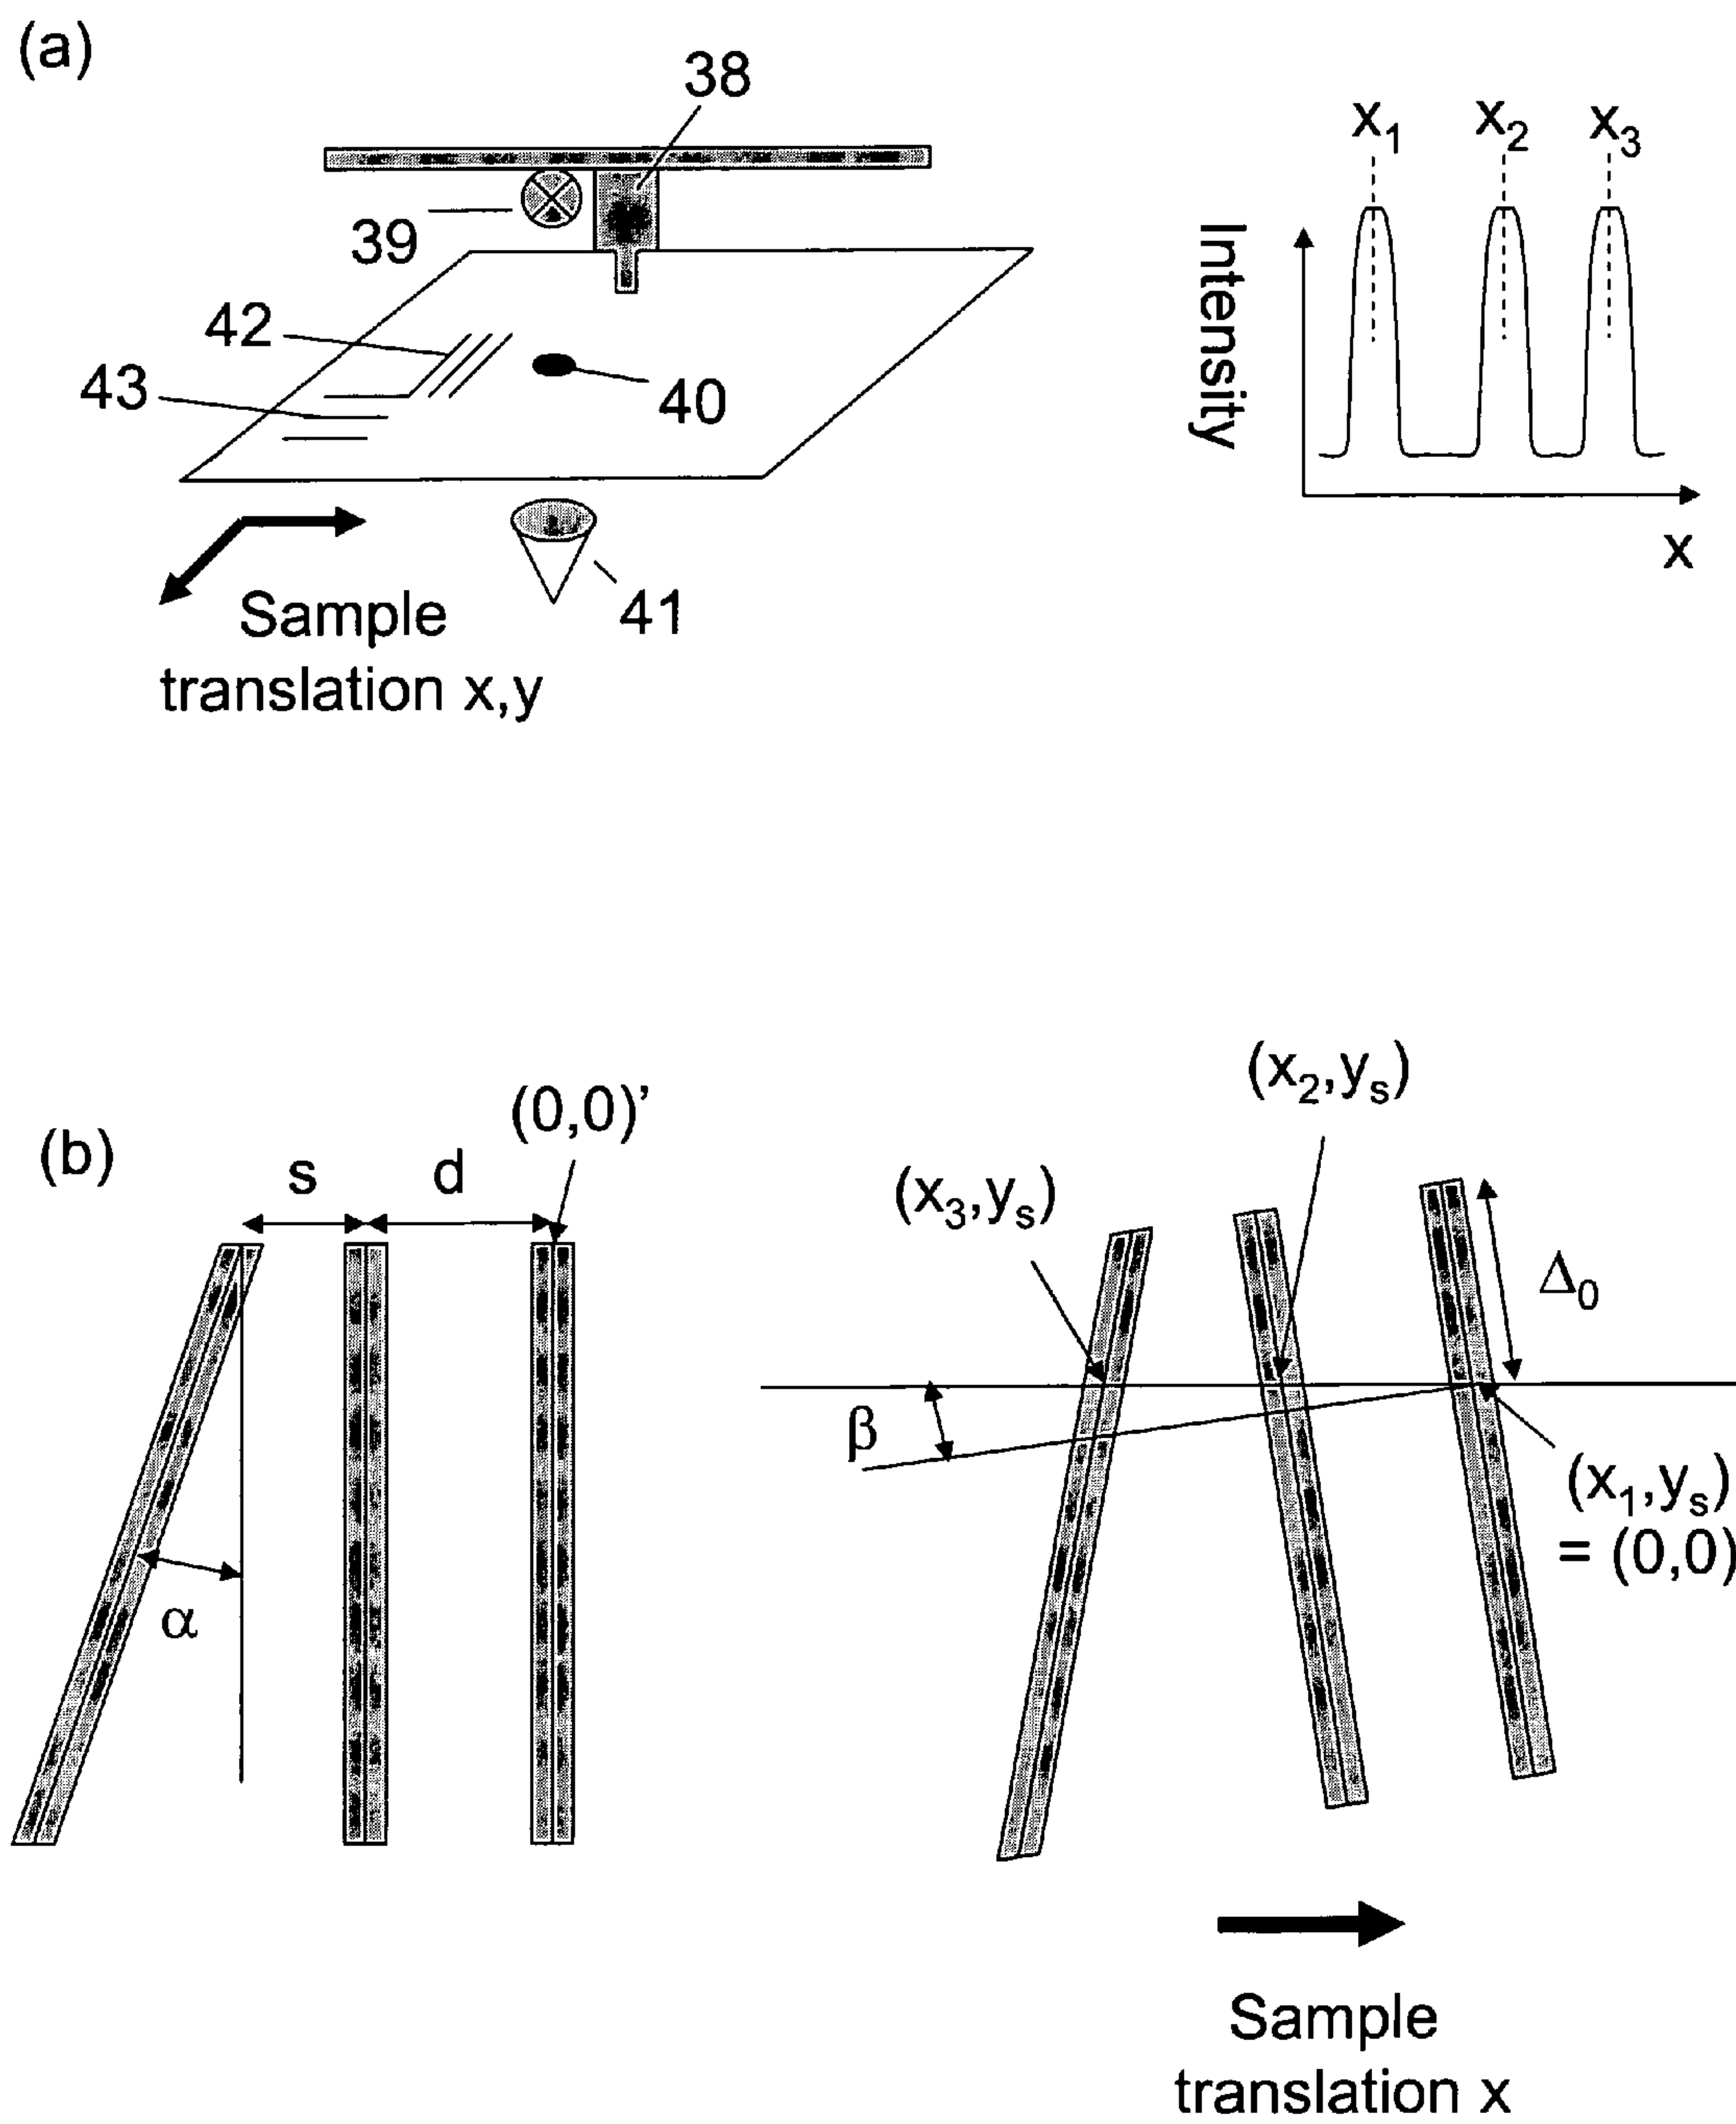 (a)
38
39
42
43
40
41
Sample
translation x,y
x₁ x₂ x₃
Intensity
x
(b)
s
d
(0,0)’
α
(x₂,yₛ)
(x₃,yₛ)
Δ₀
β
(x₁,yₛ)
= (0,0)
Sample
translation x